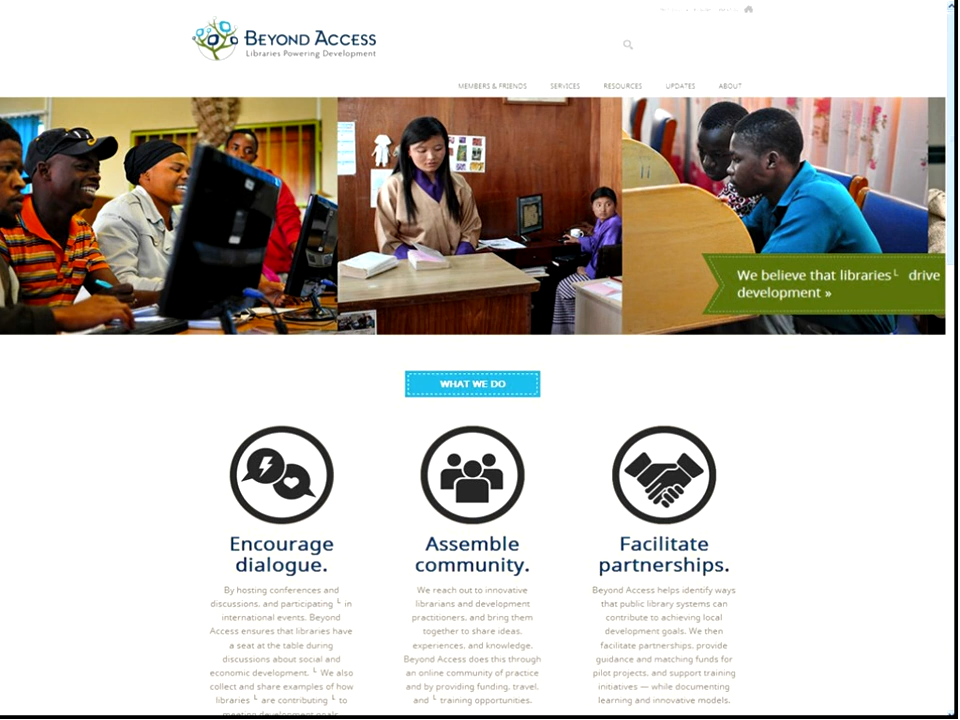 BEYOND ACCESS
Libraries Powering Development
MEMBERS & FRIENDS SERVICES RESOURCES UPDATES ABOUT
We believe that libraries └ drive
development »
WHAT WE DO
Encourage
dialogue.
By hosting conferences and
discussions, and participating └ in
international events, Beyond
Access ensures that libraries have
a seat at the table during
discussions about social and
economic development. └ We also
collect and share examples of how
libraries └ are contributing └ to
meeting development goals
Assemble
community.
We reach out to innovative
librarians and development
practitioners, and bring them
together to share ideas,
experiences, and knowledge.
Beyond Access does this through
an online community of practice
and by providing funding, travel,
and └ training opportunities.
Facilitate
partnerships.
Beyond Access helps identify ways
that public library systems can
contribute to achieving local
development goals. We then
facilitate partnerships, provide
guidance and matching funds for
pilot projects, and support training
initiatives — while documenting
learning and innovative models.